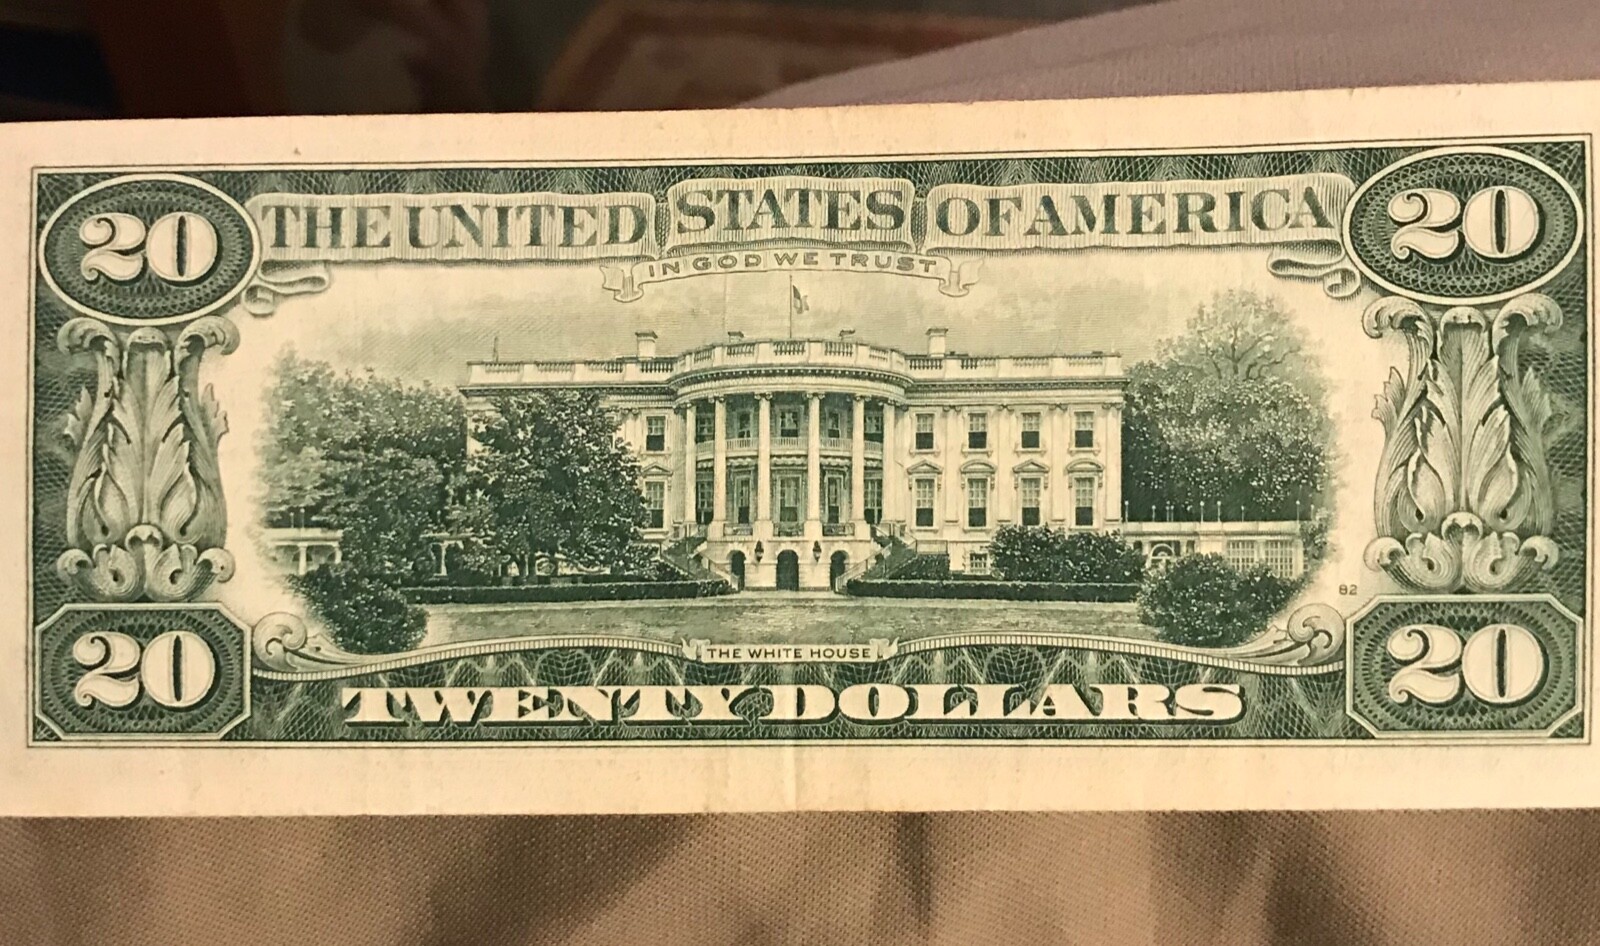 20 THE UNITED STATES OF AMERICA 20
IN GOD WE TRUST
82
20 THE WHITE HOUSE 20
TWENTY DOLLARS